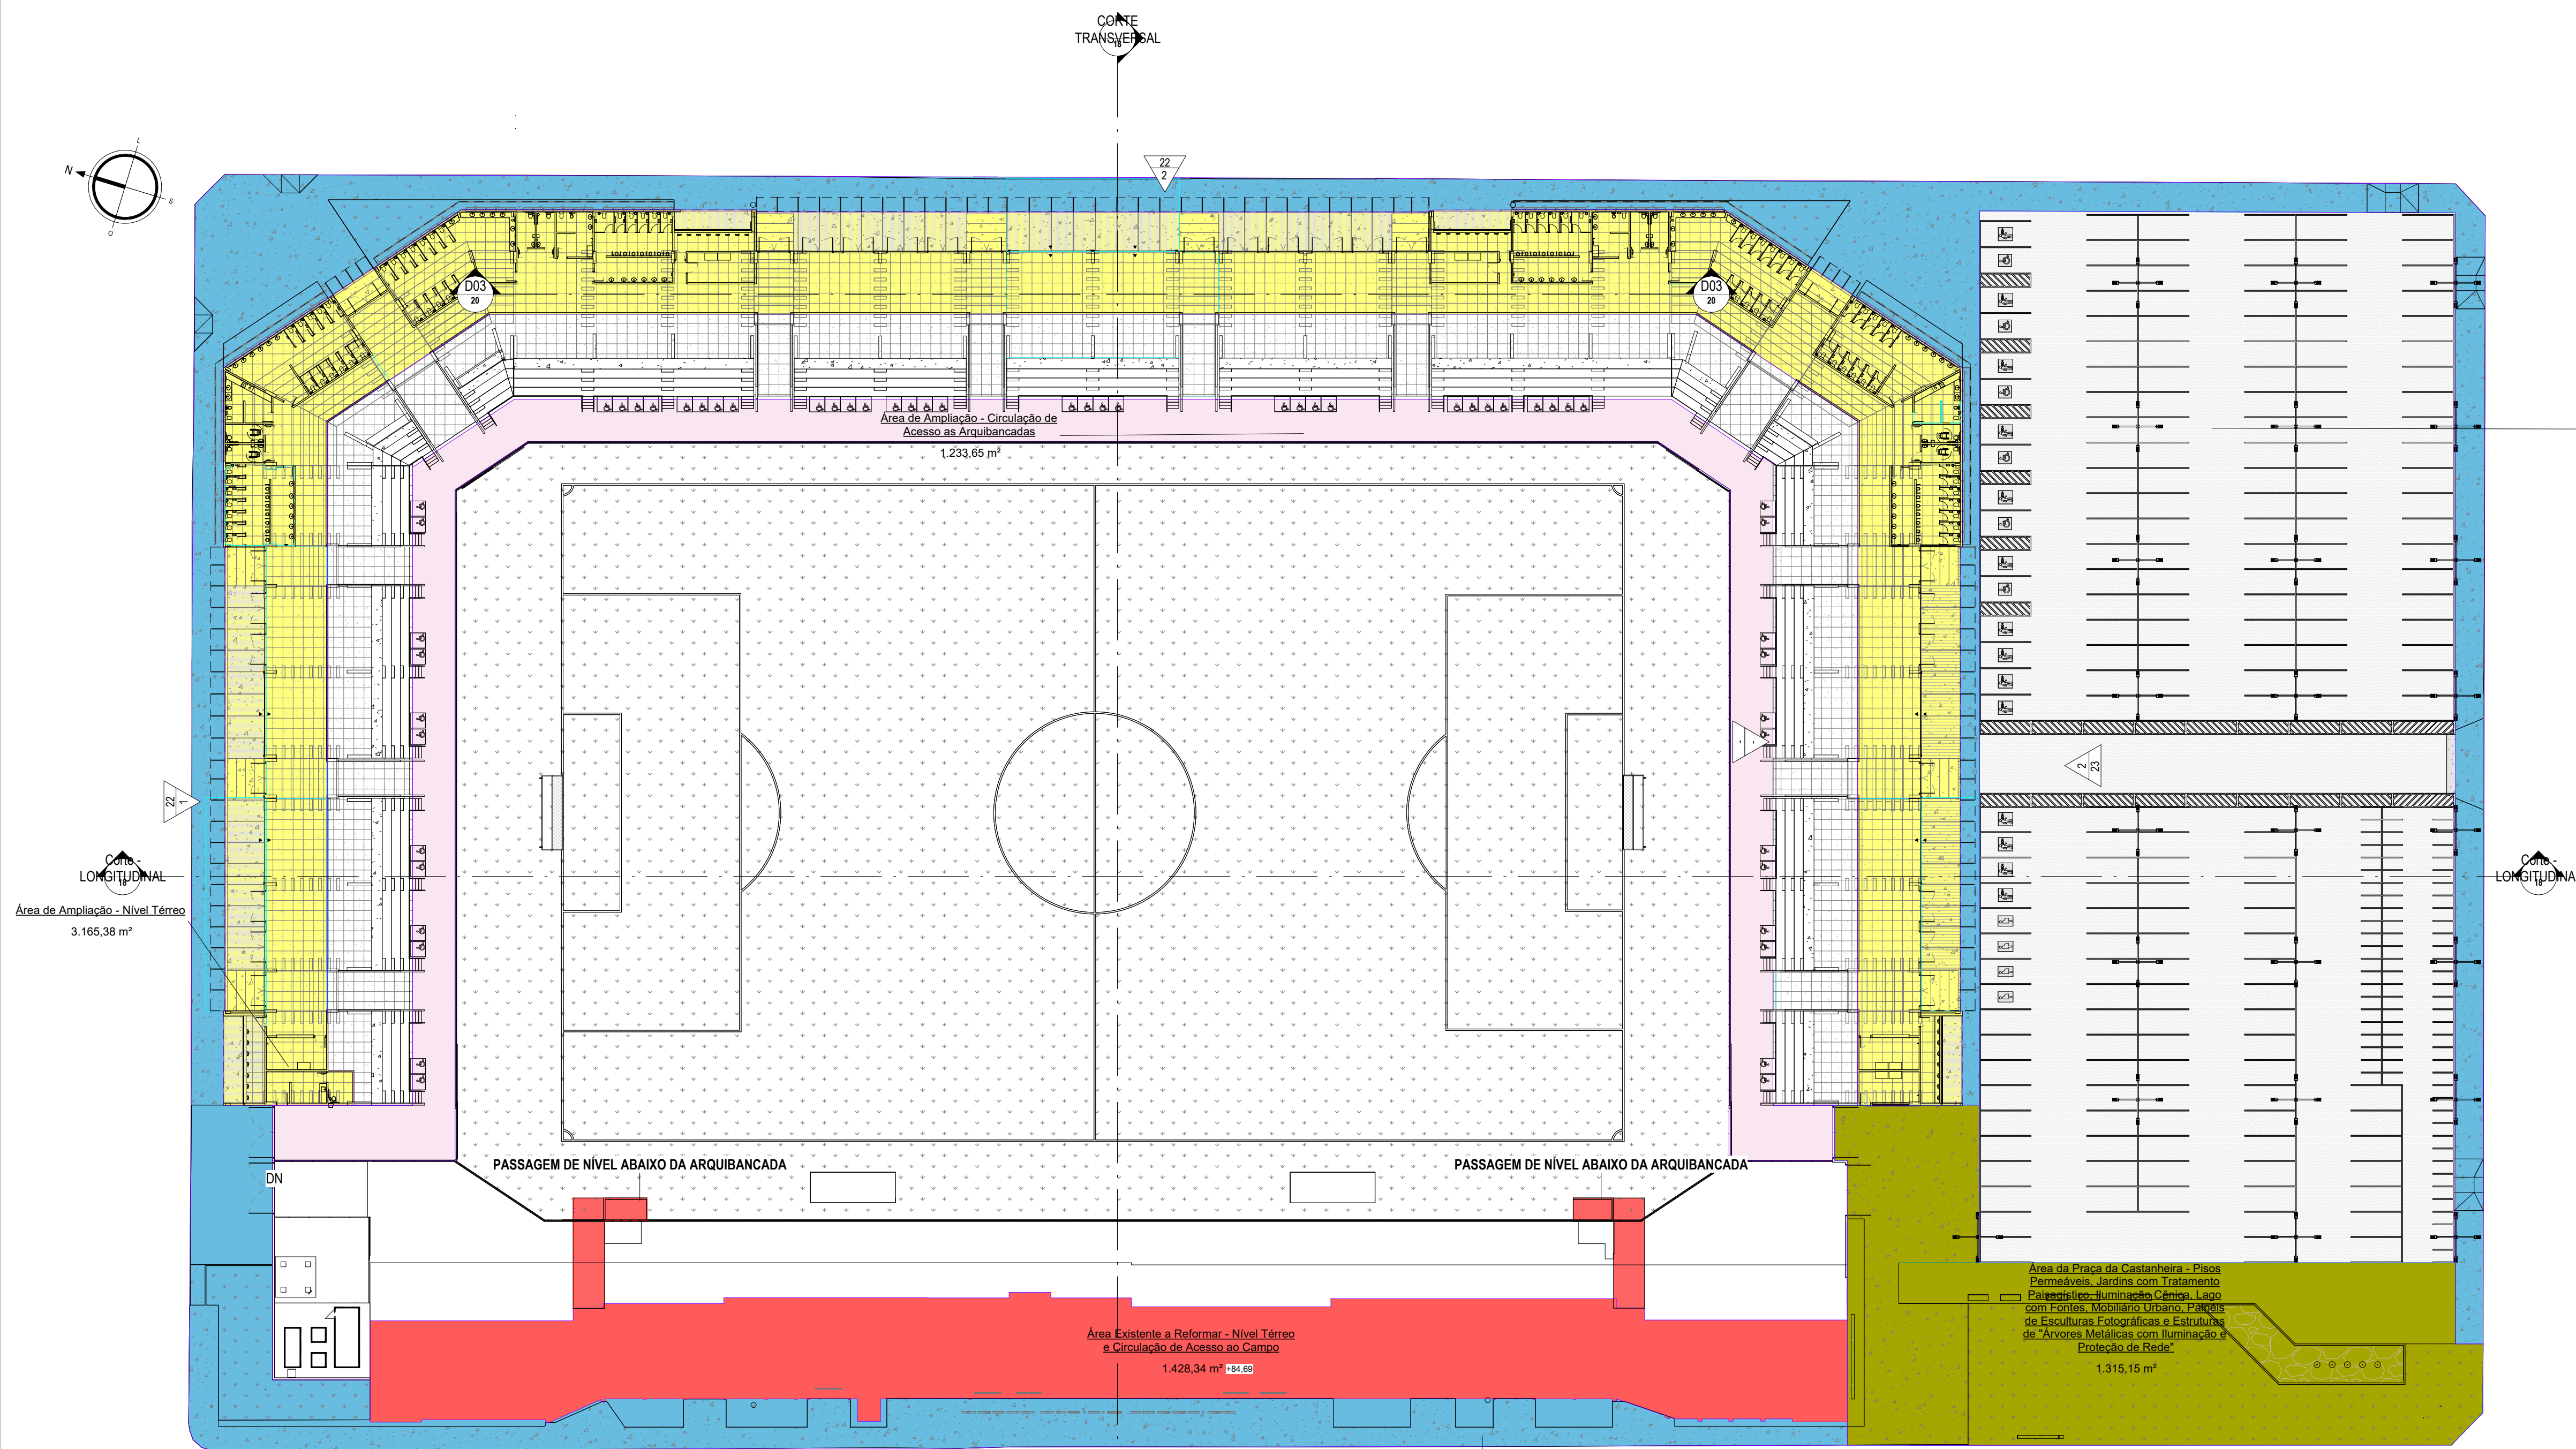 CORTE
TRANSVERSAL
18
L
N
S
O
22
2
D03
20
D03
20
Área de Ampliação - Circulação de
Acesso as Arquibancadas
1.233,65 m²
22
1
2
23
Corte -
LONGITUDINAL
18
Corte -
LONGITUDINA
18
Área de Ampliação - Nível Térreo
3.165,38 m²
PASSAGEM DE NÍVEL ABAIXO DA ARQUIBANCADA
PASSAGEM DE NÍVEL ABAIXO DA ARQUIBANCADA
DN
Área da Praça da Castanheira - Pisos
Permeáveis, Jardins com Tratamento
Paisagístico, Iluminação Cênica, Lago
com Fontes, Mobiliário Urbano, Painéis
de Esculturas Fotográficas e Estruturas
de "Árvores Metálicas com Iluminação e
Proteção de Rede"
1.315,15 m²
Área Existente a Reformar - Nível Térreo
e Circulação de Acesso ao Campo
1.428,34 m² +84,69